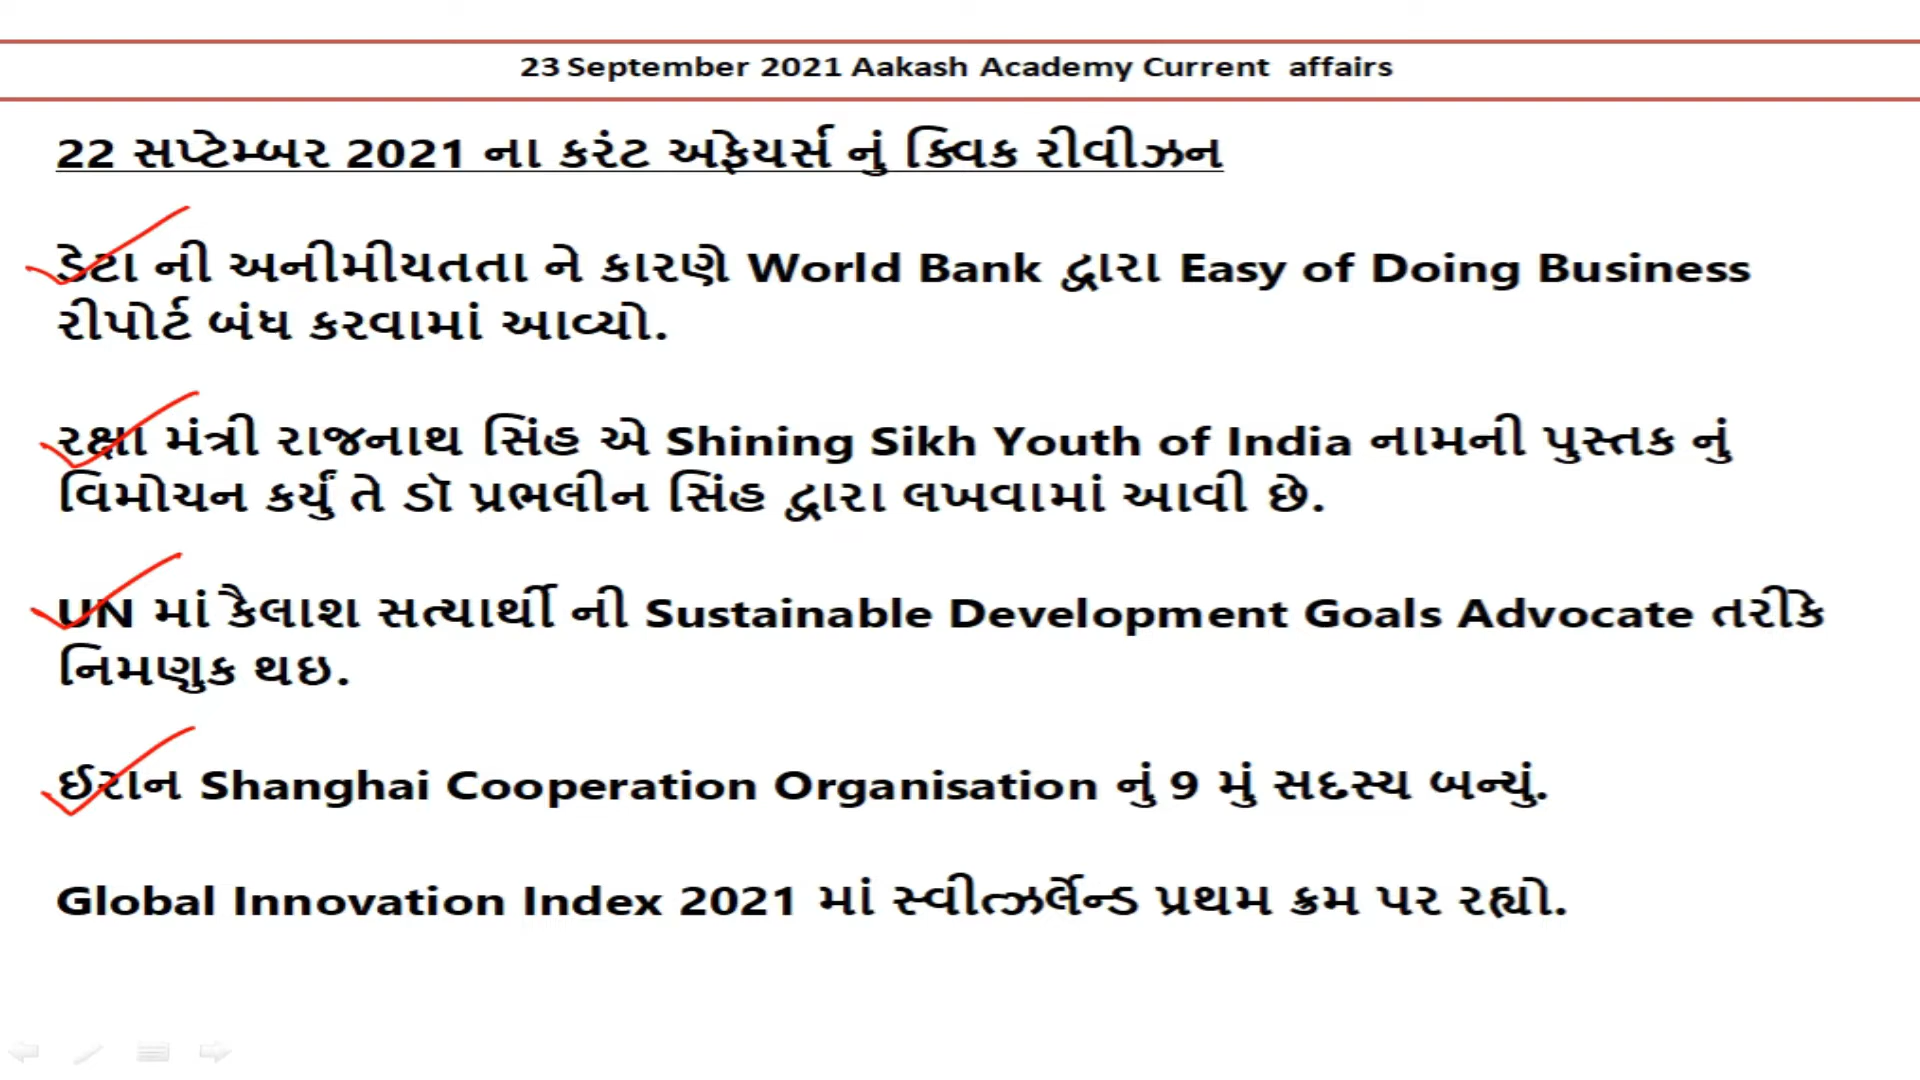 23 September 2021 Aakash Academy Current affairs
22 સપ્ટેમ્બર 2021 ના કરંટ અફેયર્સ નું ક્વિક રીવીઝન
ડેટા ની અનીમીયતતા ને કારણે World Bank દ્વારા Easy of Doing Business
રીપોર્ટ બંધ કરવામાં આવ્યો.
રક્ષા મંત્રી રાજનાથ સિંહ એ Shining Sikh Youth of India નામની પુસ્તક નું
વિમોચન કર્યું તે ડૉ પ્રભલીન સિંહ દ્વારા લખવામાં આવી છે.
UN માં કૈલાશ સત્યાર્થી ની Sustainable Development Goals Advocate તરીકે
નિમણુક થઇ.
ઈરાન Shanghai Cooperation Organisation નું 9 મું સદસ્ય બન્યું.
Global Innovation Index 2021 માં સ્વીત્ઝર્લેન્ડ પ્રથમ ક્રમ પર રહ્યો.